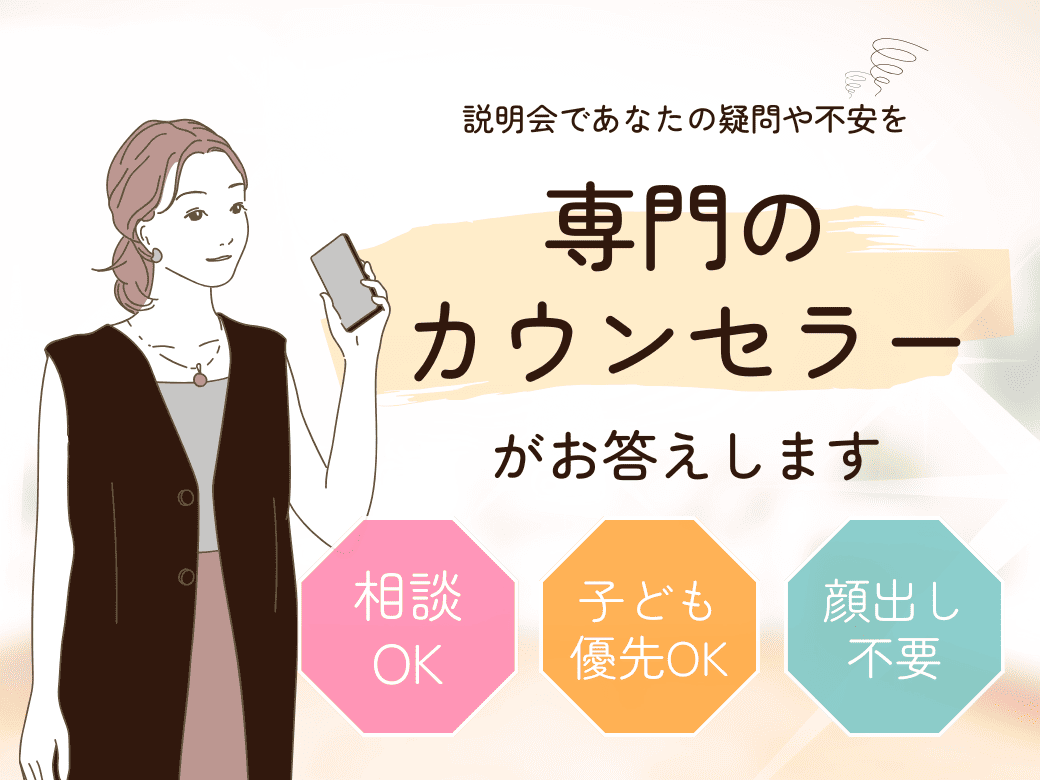 説明会であなたの疑問や不安を
専門の
カウンセラー
がお答えします
相談
OK
子ども
優先OK
顔出し
不要